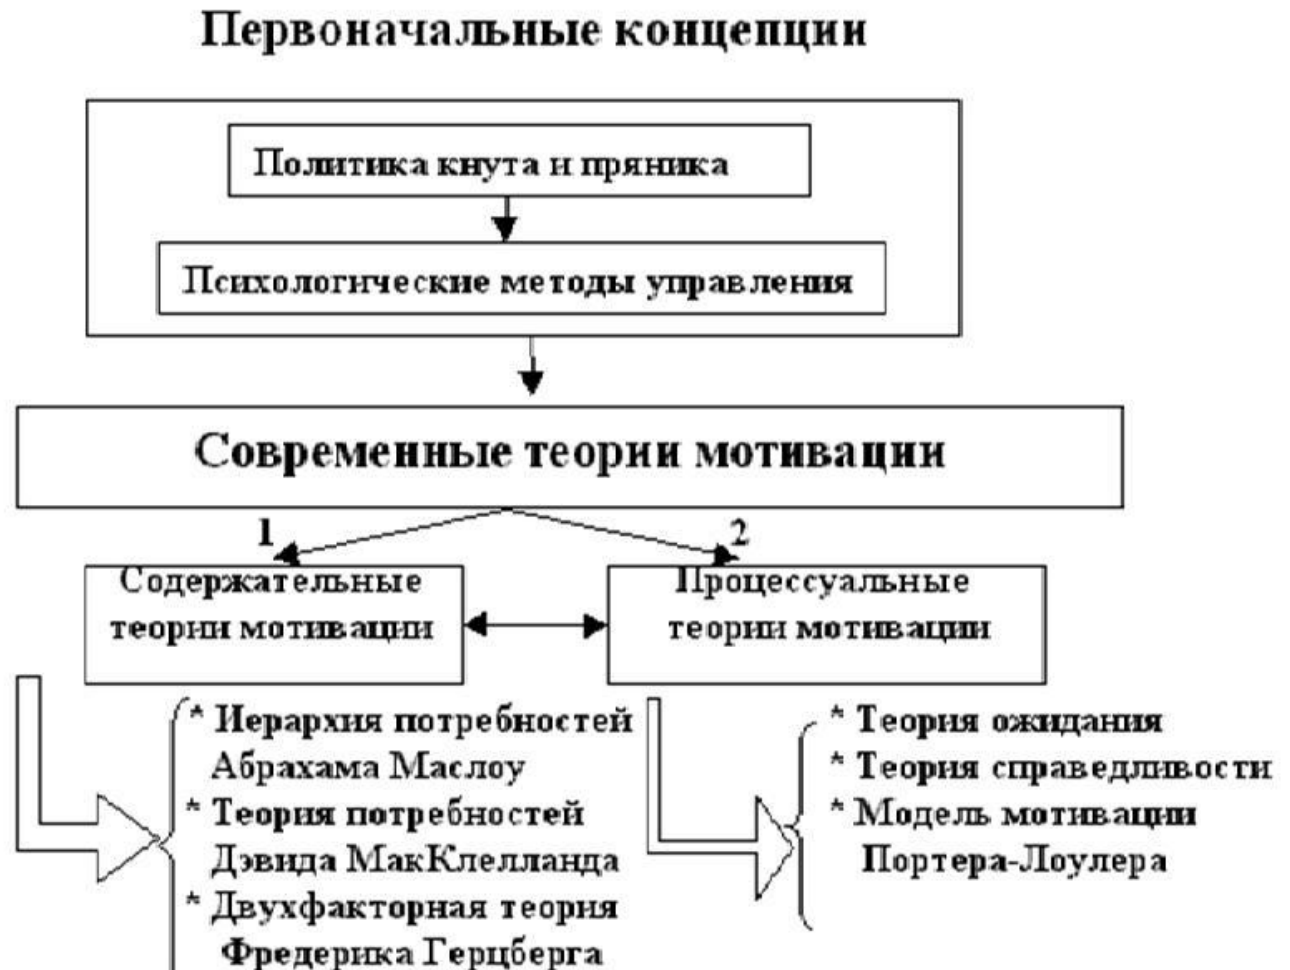 Первоначальные концепции
Политика кнута и пряника
Психологические методы управления
Современные теории мотивации
1
2
Содержательные
теории мотивации
Процессуальные
теории мотивации
* Иерархия потребностей
Абрахама Маслоу
* Теория потребностей
Дэвида МакКлелланда
* Двухфакторная теория
Фредерика Герцберга
* Теория ожидания
* Теория справедливости
* Модель мотивации
Портера-Лоулера